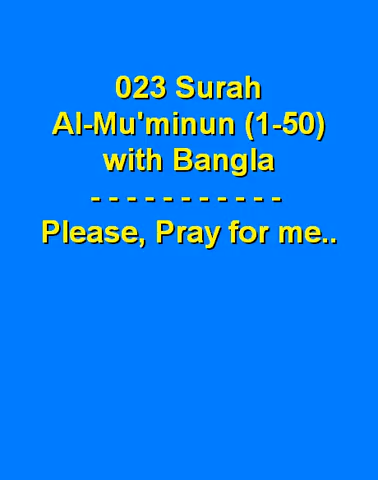 023 Surah
Al-Mu'minun (1-50)
with Bangla
- - - - - - - - - - -
Please, Pray for me..